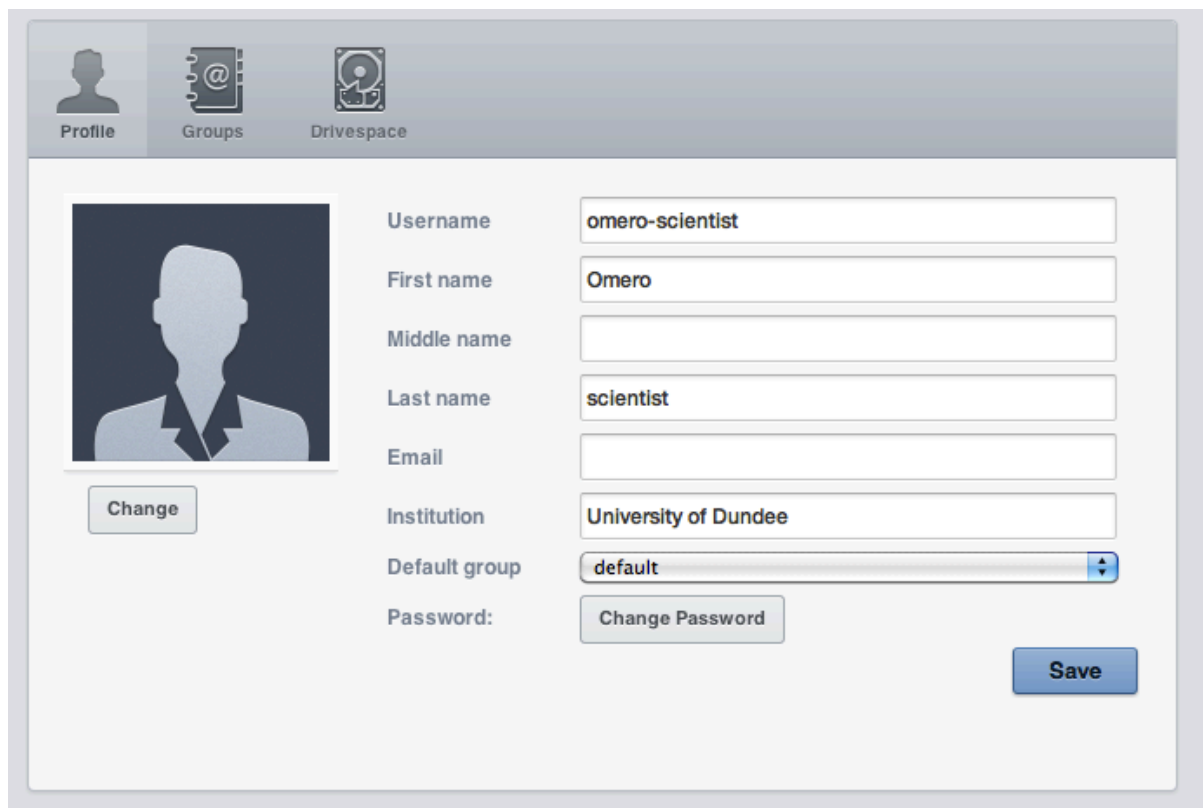 Profile Groups Drivespace
Username omero-scientist
First name Omero
Middle name
Last name scientist
Email
Change
Institution University of Dundee
Default group default
Password: Change Password
Save